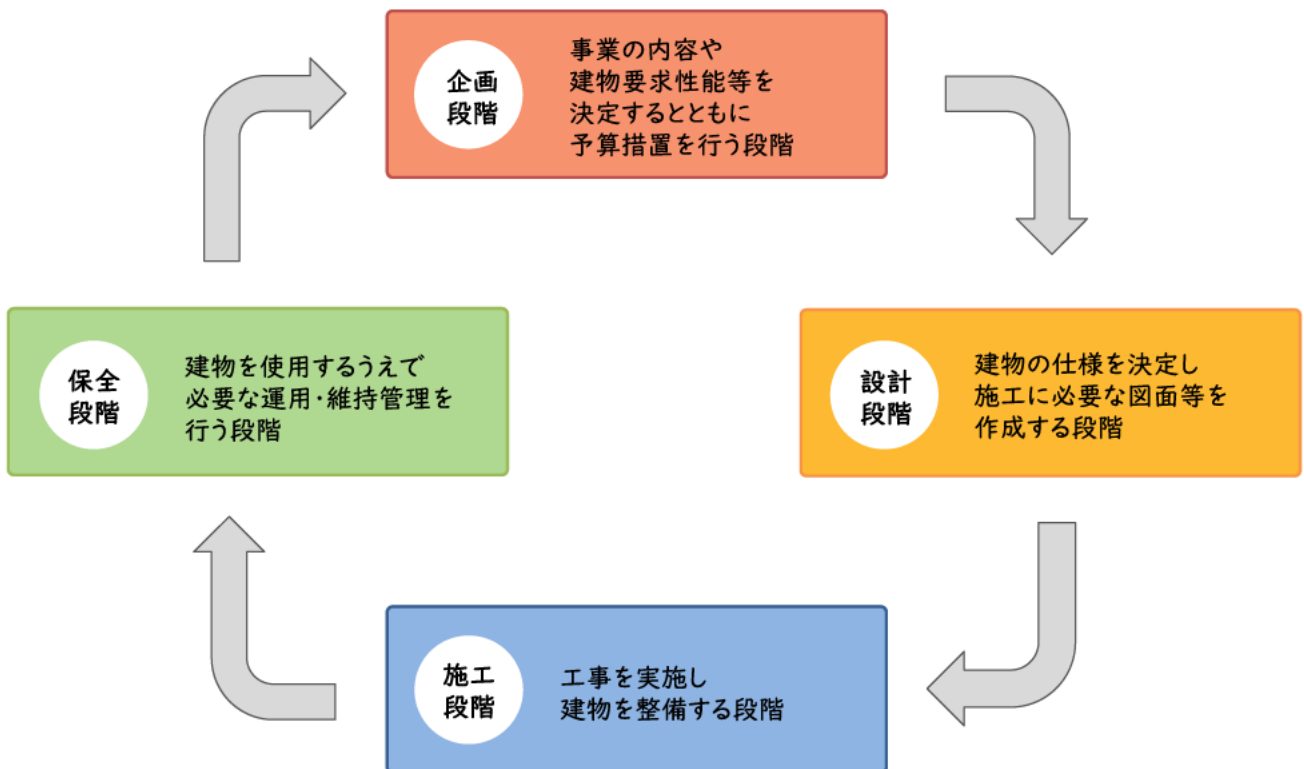 企画
段階
事業の内容や
建物要求性能等を
決定するとともに
予算措置を行う段階
設計
段階
建物の仕様を決定し
施工に必要な図面等を
作成する段階
施工
段階
工事を実施し
建物を整備する段階
保全
段階
建物を使用するうえで
必要な運用・維持管理を
行う段階